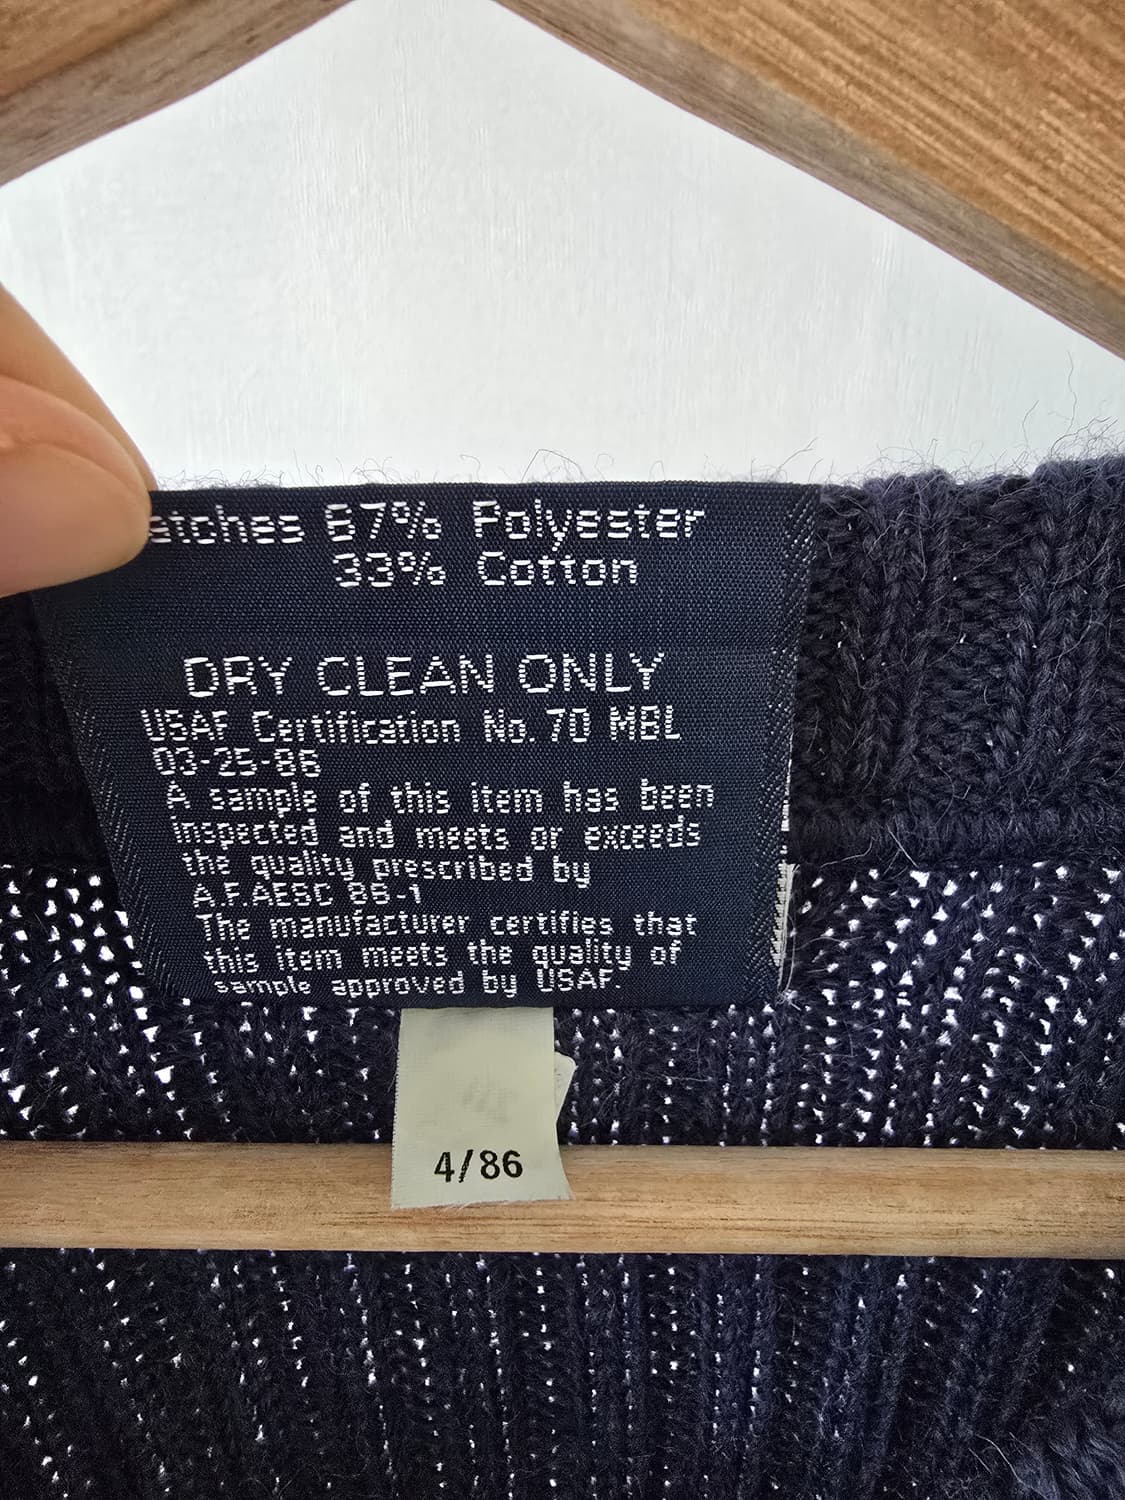 atches 67% Polyester
33% Cotton
DRY CLEAN ONLY
USAF Certification No. 70 MBL
03-25-86
A sample of this item has been
inspected and meets or exceeds
the quality prescribed by
A.F.AESC 86-1
The manufacturer certifies that
this item meets the quality of
sample approved by USAF.
4/86